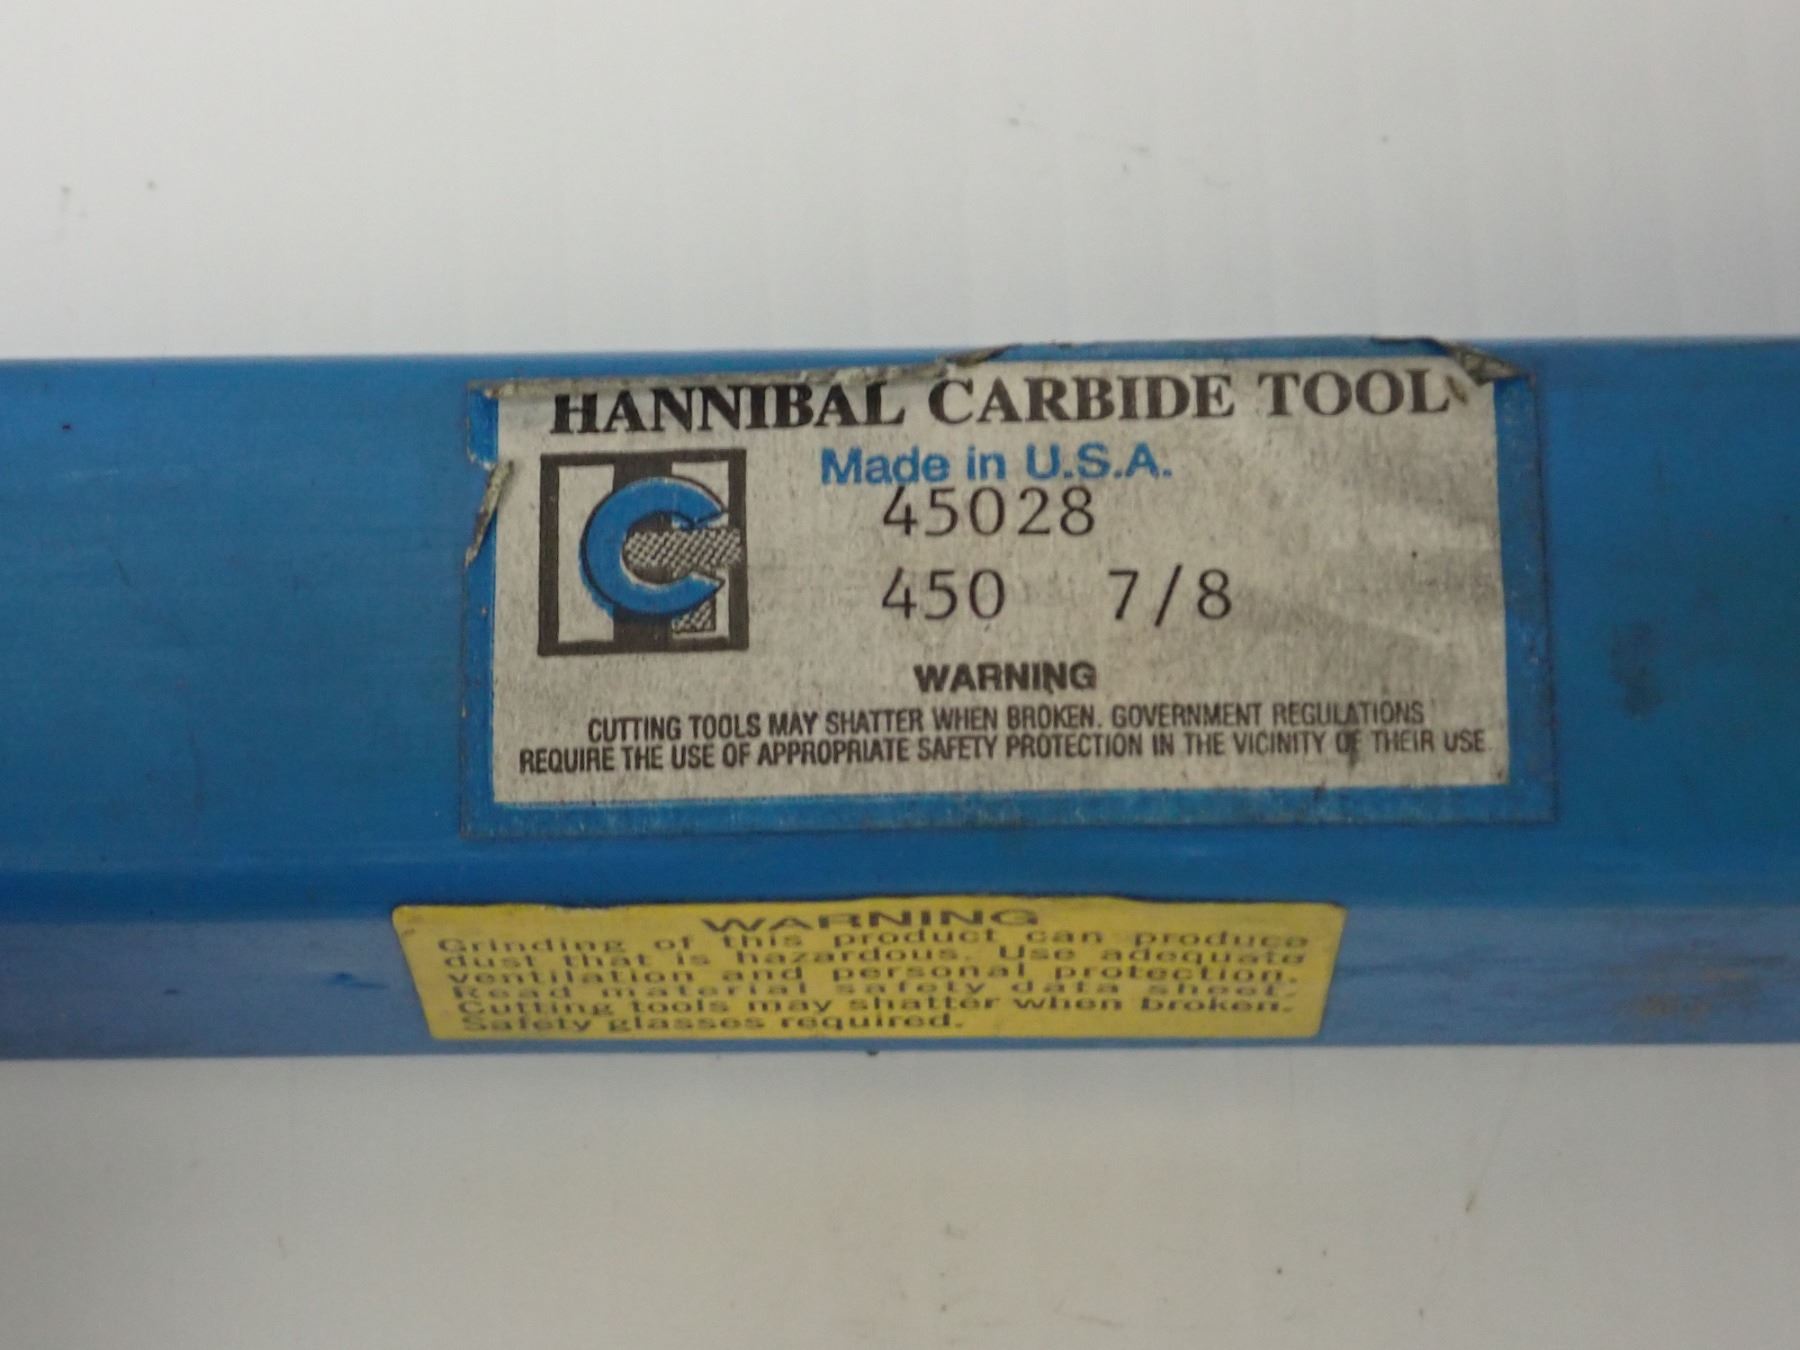 HANNIBAL CARBIDE TOOL
Made in U.S.A.
45028
450 7/8
WARNING
CUTTING TOOLS MAY SHATTER WHEN BROKEN. GOVERNMENT REGULATIONS
REQUIRE THE USE OF APPROPRIATE SAFETY PROTECTION IN THE VICINITY OF THEIR USE.
WARNING
Grinding of this product can produce
dust that is hazardous. Use adequate
ventilation and personal protection.
Read material safety data sheet.
Cutting tools may shatter when broken.
Safety glasses required.